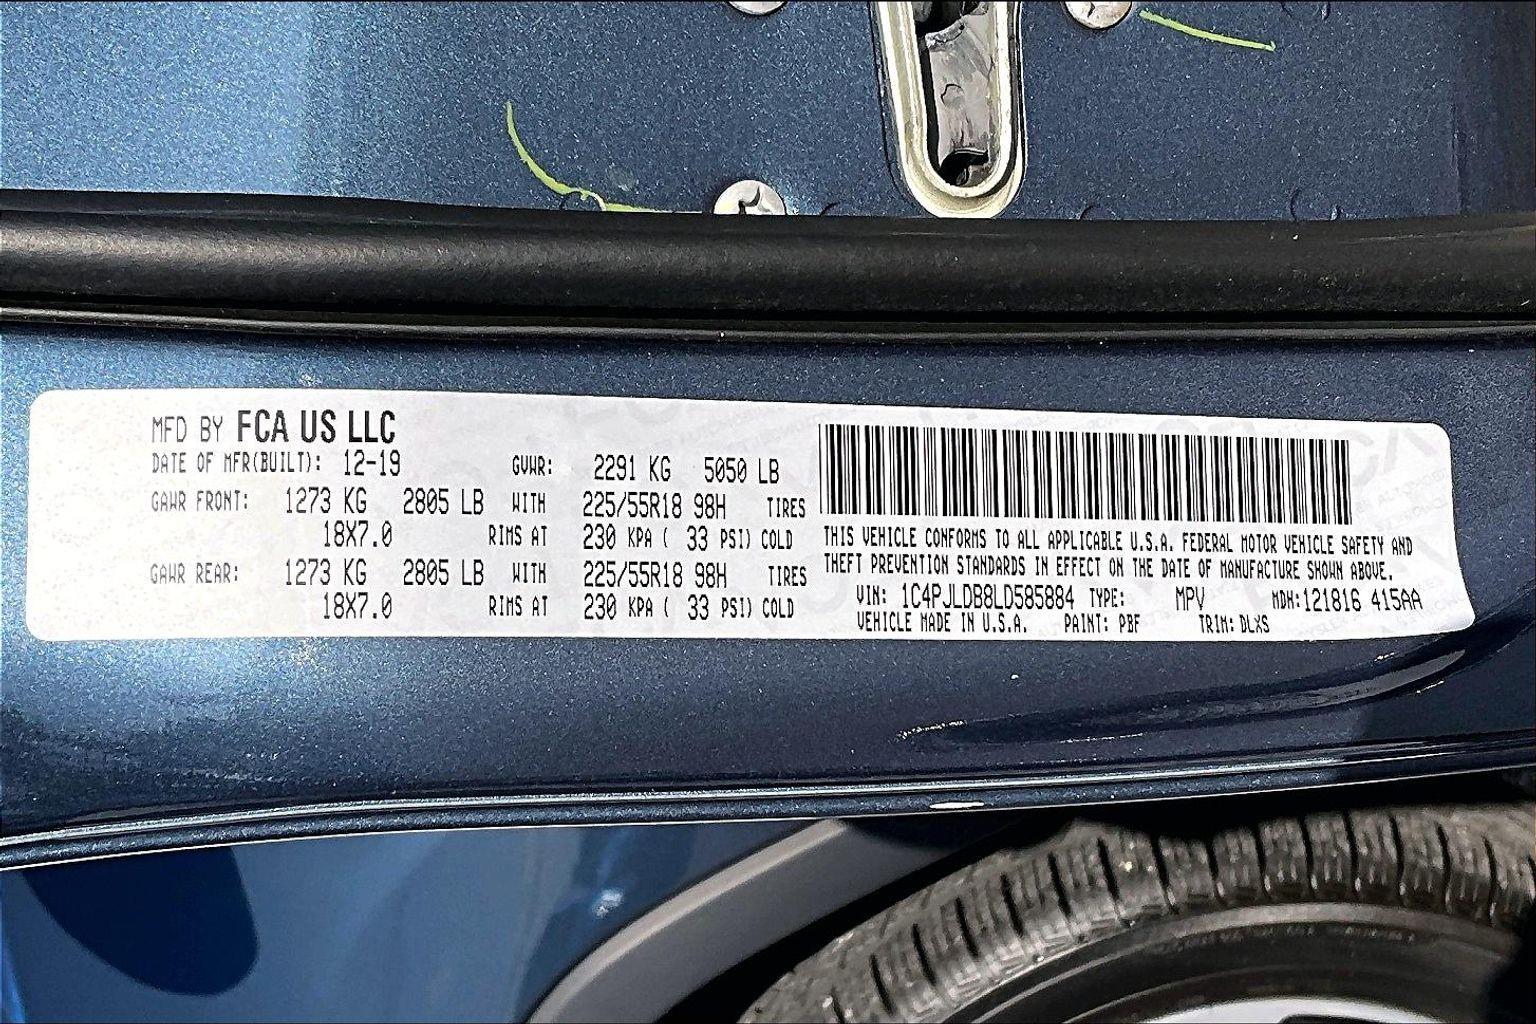 MFD BY FCA US LLC
DATE OF MFR(BUILT): 12-19 GVWR: 2291 KG 5050 LB
GAWR FRONT: 1273 KG 2805 LB WITH 225/55R18 98H TIRES
18X7.0 RIMS AT 230 KPA ( 33 PSI) COLD
GAWR REAR: 1273 KG 2805 LB WITH 225/55R18 98H TIRES
18X7.0 RIMS AT 230 KPA ( 33 PSI) COLD
THIS VEHICLE CONFORMS TO ALL APPLICABLE U.S.A. FEDERAL MOTOR VEHICLE SAFETY AND
THEFT PREVENTION STANDARDS IN EFFECT ON THE DATE OF MANUFACTURE SHOWN ABOVE.
VIN: 1C4PJLDB8LD585884 TYPE: MPV MDH:121816 415AA
VEHICLE MADE IN U.S.A. PAINT: PBF TRIM: DLXS